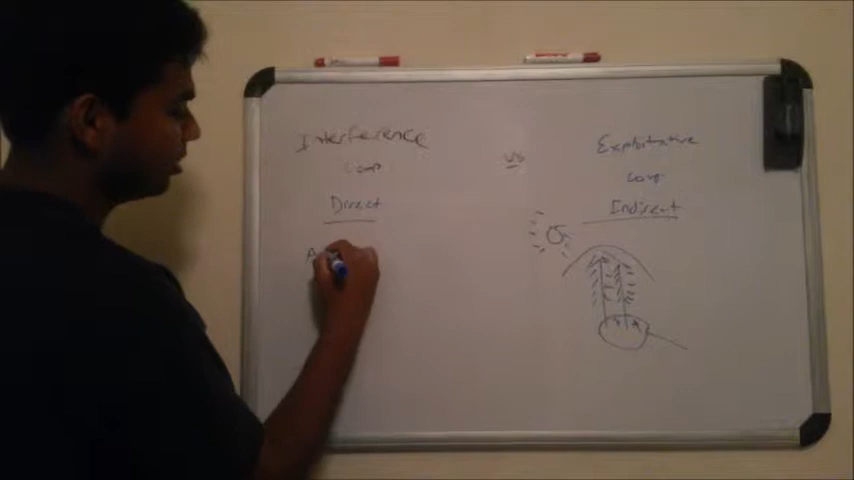 Interference
comp
Direct
vs
Exploitative
comp
Indirect